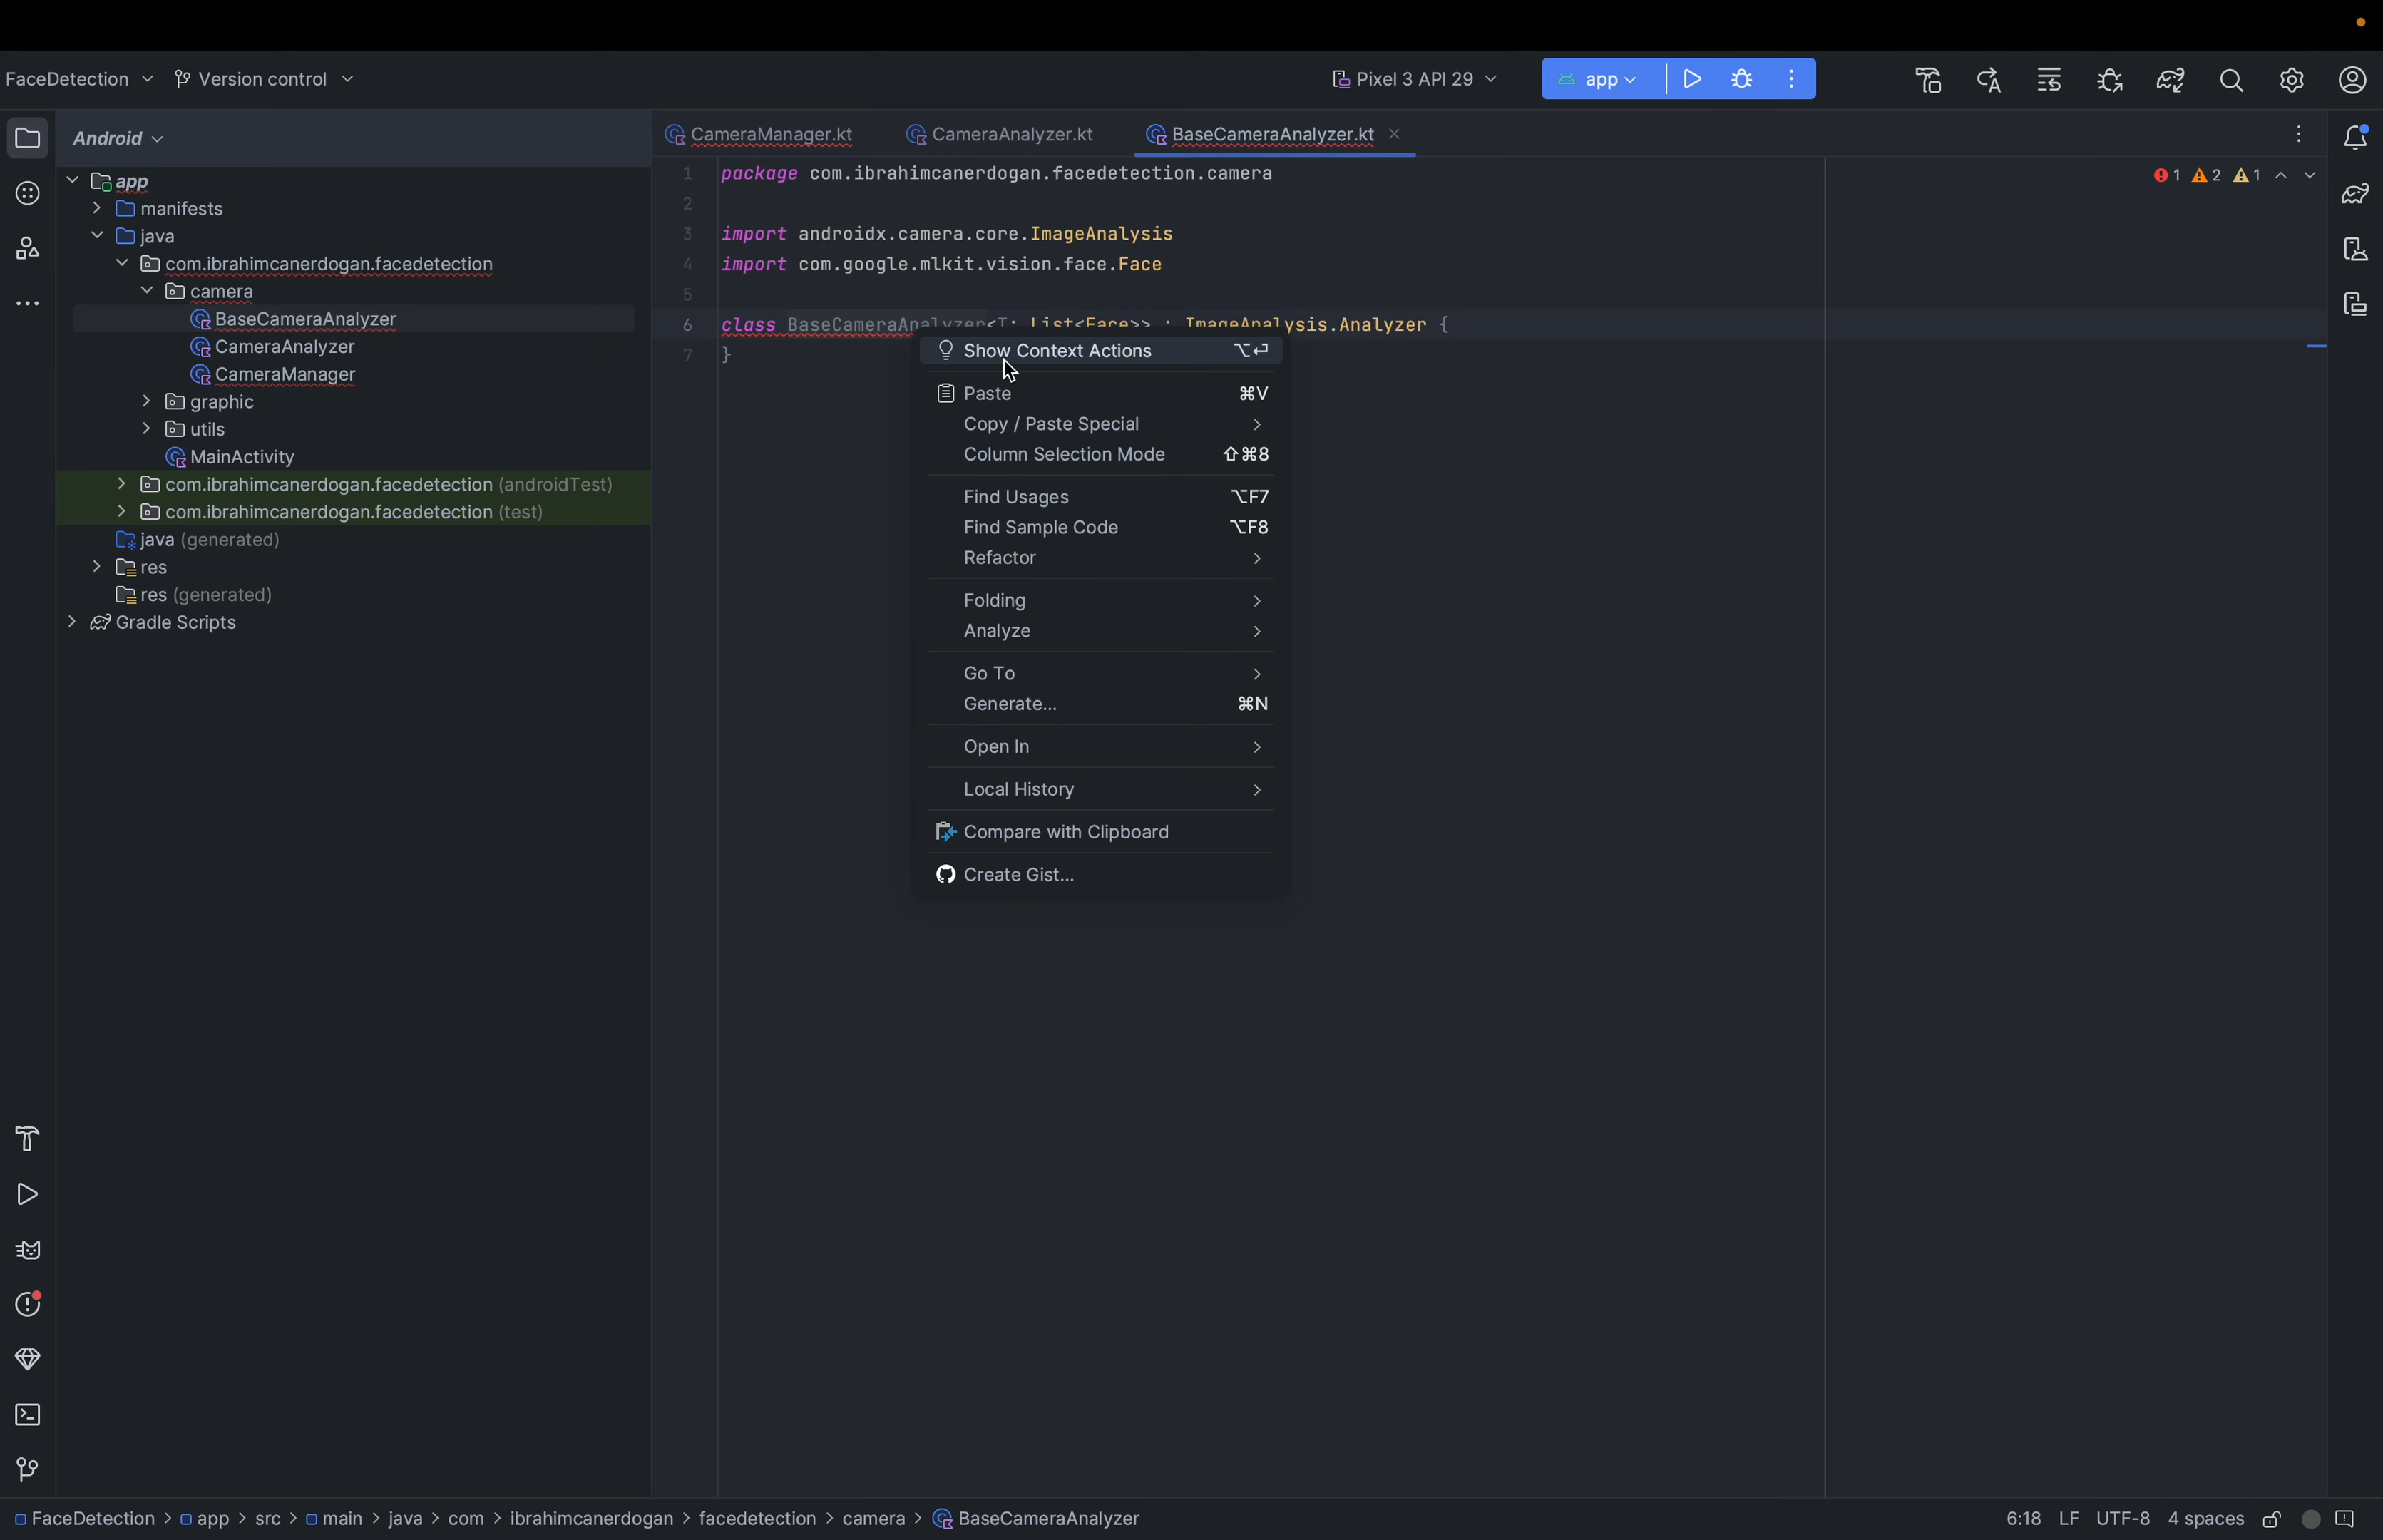 FaceDetection Version control Pixel 3 API 29 app
Android
app
manifests
java
com.ibrahimcanerdogan.facedetection
camera
BaseCameraAnalyzer
CameraAnalyzer
CameraManager
graphic
utils
MainActivity
com.ibrahimcanerdogan.facedetection (androidTest)
com.ibrahimcanerdogan.facedetection (test)
java (generated)
res
res (generated)
Gradle Scripts
CameraManager.kt CameraAnalyzer.kt BaseCameraAnalyzer.kt
1 package com.ibrahimcanerdogan.facedetection.camera
1 2 1
2
3 import androidx.camera.core.ImageAnalysis
4 import com.google.mlkit.vision.face.Face
5
6 class BaseCameraAnalyzer<T: List<Face>> : ImageAnalysis.Analyzer {
7 }
Show Context Actions ⌥⏎
Paste ⌘V
Copy / Paste Special
Column Selection Mode ⇧⌘8
Find Usages ⌥F7
Find Sample Code ⌥F8
Refactor
Folding
Analyze
Go To
Generate... ⌘N
Open In
Local History
Compare with Clipboard
Create Gist...
FaceDetection > app > src > main > java > com > ibrahimcanerdogan > facedetection > camera > BaseCameraAnalyzer
6:18 LF UTF-8 4 spaces